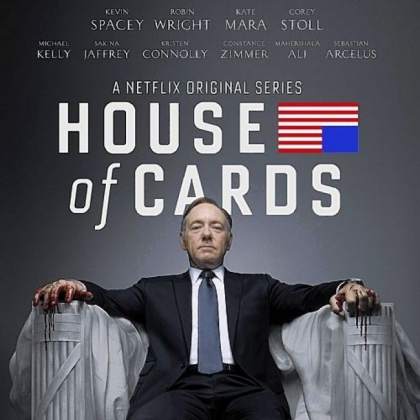 KEVIN ROBIN KATE COREY
SPACEY WRIGHT MARA STOLL
MICHAEL SAKINA KRISTEN CONSTANCE MAHERSHALA SEBASTIAN
KELLY JAFFREY CONNOLLY ZIMMER ALI ARCELUS
A NETFLIX ORIGINAL SERIES
HOUSE
of CARDS